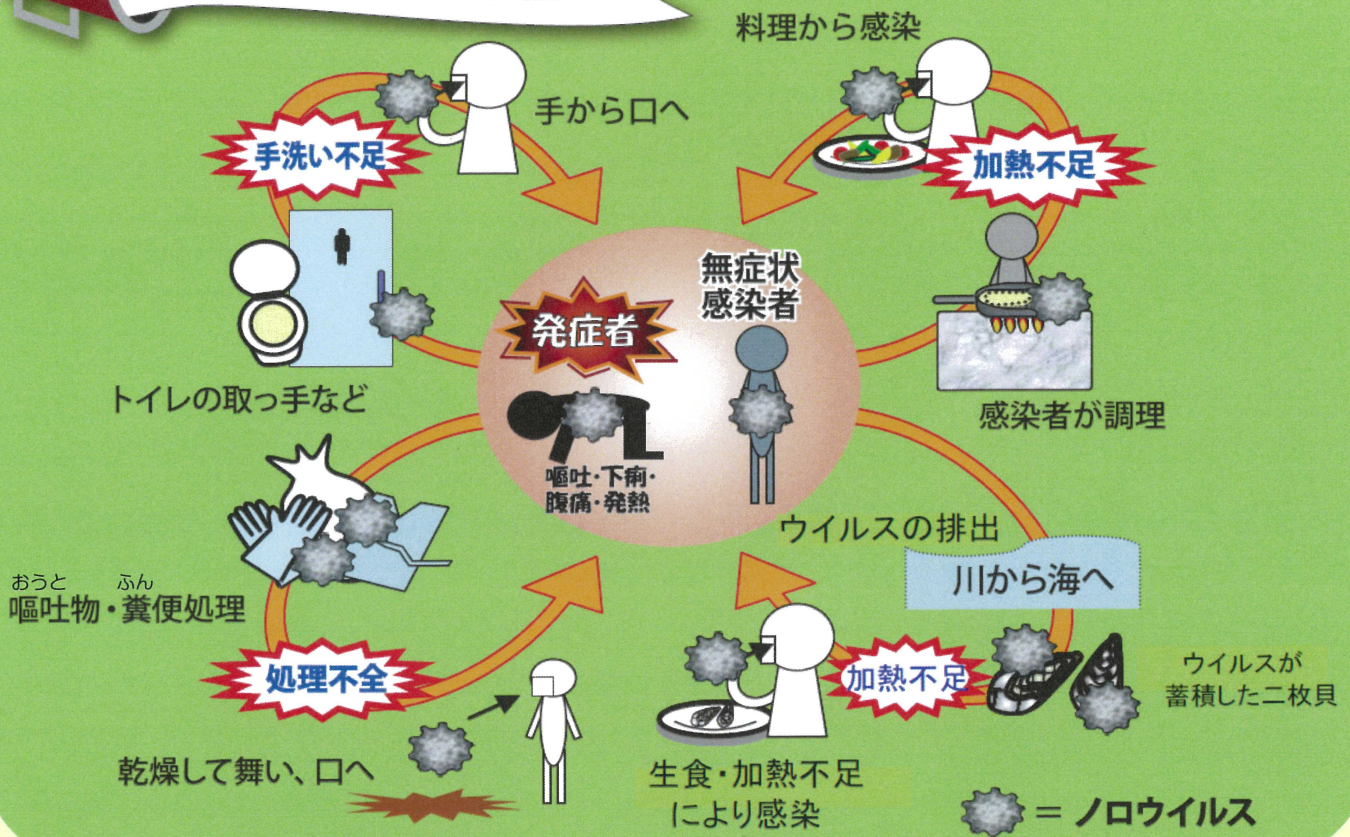 料理から感染
手から口へ
手洗い不足
加熱不足
無症状
感染者
発症者
トイレの取っ手など
感染者が調理
嘔吐・下痢・
腹痛・発熱
ウイルスの排出
川から海へ
おうと ふん
嘔吐物・糞便処理
処理不全
加熱不足
ウイルスが
蓄積した二枚貝
乾燥して舞い、口へ
生食・加熱不足
により感染
= ノロウイルス